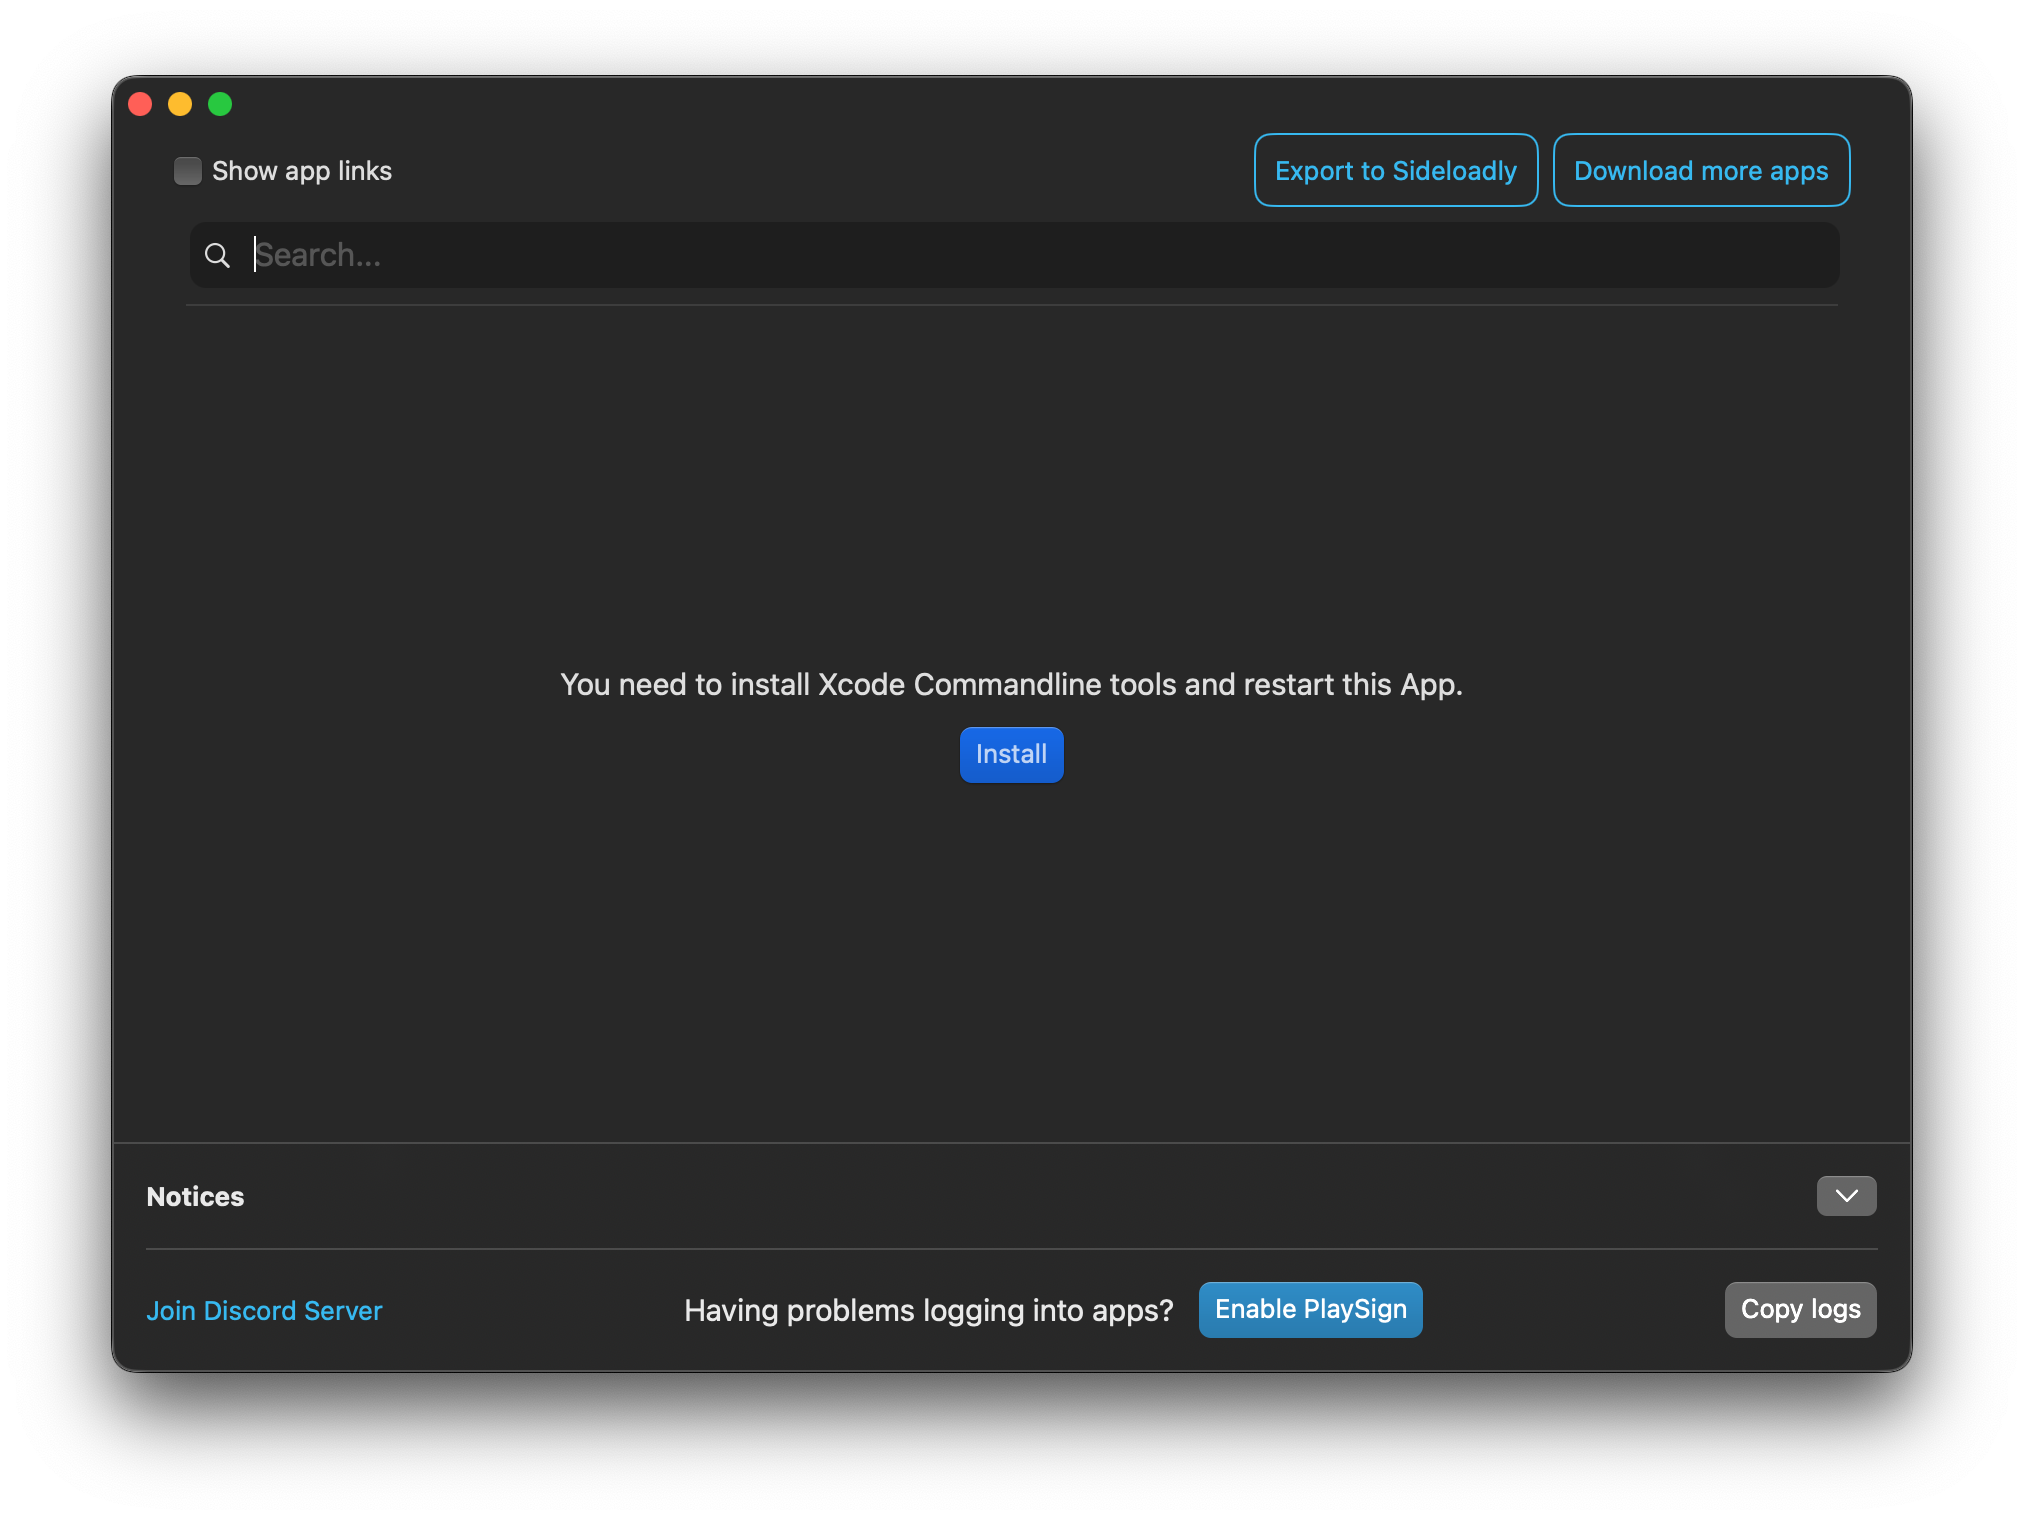 Show app links
Export to Sideloadly
Download more apps
Search...
You need to install Xcode Commandline tools and restart this App.
Install
Notices
Join Discord Server
Having problems logging into apps?
Enable PlaySign
Copy logs